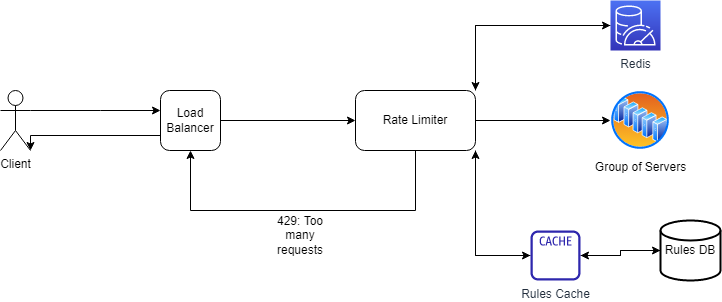 Redis
Load
Balancer
Rate Limiter
Client
Group of Servers
429: Too
many
requests
CACHE
Rules DB
Rules Cache